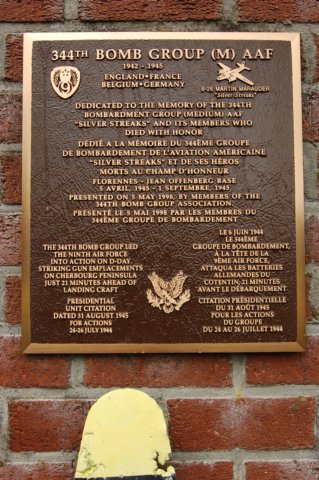 344TH BOMB GROUP (M) AAF
1942 - 1945
ENGLAND•FRANCE
BELGIUM•GERMANY
9
B-26 MARTIN MARAUDER
"Silver Streaks"
DEDICATED TO THE MEMORY OF THE 344TH
BOMBARDMENT GROUP (MEDIUM) AAF
"SILVER STREAKS" AND ITS MEMBERS WHO
DIED WITH HONOR
DÉDIÉ A LA MÉMOIRE DU 344ÈME GROUPE
DE BOMBARDEMENT DE L'AVIATION AMÉRICAINE
"SILVER STREAKS" ET DE SES HÉROS
MORTS AU CHAMP D'HONNEUR
FLORENNES - JEAN OFFENBERG, BASE
5 AVRIL, 1945 - 1 SEPTEMBRE, 1945
PRESENTED ON 5 MAY 1998, BY MEMBERS OF THE
344TH BOMB GROUP ASSOCIATION
PRÉSENTÉ LE 5 MAI 1998 PAR LES MEMBRES DU
344ÈME GROUPE DE BOMBARDEMENT
THE 344TH BOMB GROUP LED
THE NINTH AIR FORCE
INTO ACTION ON D-DAY,
STRIKING GUN EMPLACMENTS
ON CHERBOURG PENINSULA
JUST 21 MINUTES AHEAD OF
LANDING CRAFT
PRESIDENTIAL
UNIT CITATION
DATED 31 AUGUST 1945
FOR ACTIONS
24-26 JULY 1944
LE 6 JUIN 1944
LE 344ÈME
GROUPE DE BOMBARDEMENT,
À LA TÊTE DE LA
9ÈME AIR FORCE,
ATTAQUA LES BATTERIES
ALLEMANDES DU
COTENTIN, 21 MINUTES
AVANT LE DÉBARQUEMENT
CITATION PRÉSIDENTIELLE
DU 31 AOÛT 1945
POUR LES ACTIONS
DU GROUPE
DU 24 AU 26 JUILLET 1944